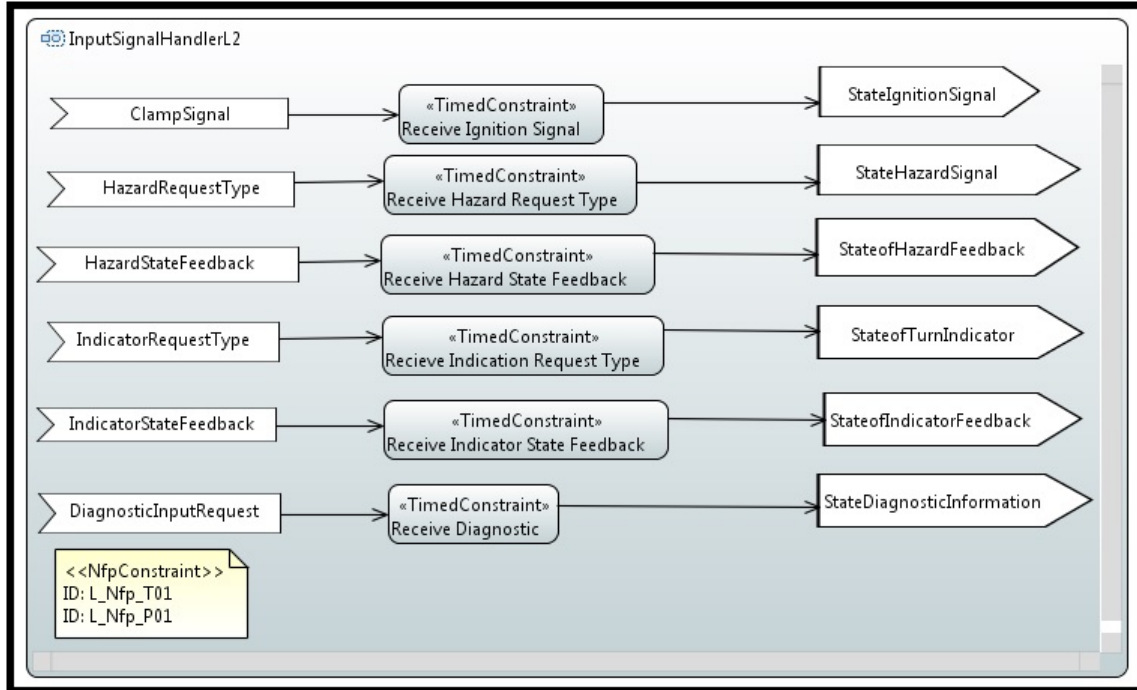 InputSignalHandlerL2
ClampSignal
«TimedConstraint»
Receive Ignition Signal
StateIgnitionSignal
HazardRequestType
«TimedConstraint»
Receive Hazard Request Type
StateHazardSignal
HazardStateFeedback
«TimedConstraint»
Receive Hazard State Feedback
StateofHazardFeedback
IndicatorRequestType
«TimedConstraint»
Recieve Indication Request Type
StateofTurnIndicator
IndicatorStateFeedback
«TimedConstraint»
Receive Indicator State Feedback
StateofIndicatorFeedback
DiagnosticInputRequest
«TimedConstraint»
Receive Diagnostic
StateDiagnosticInformation
<<NfpConstraint>>
ID: L_Nfp_T01
ID: L_Nfp_P01